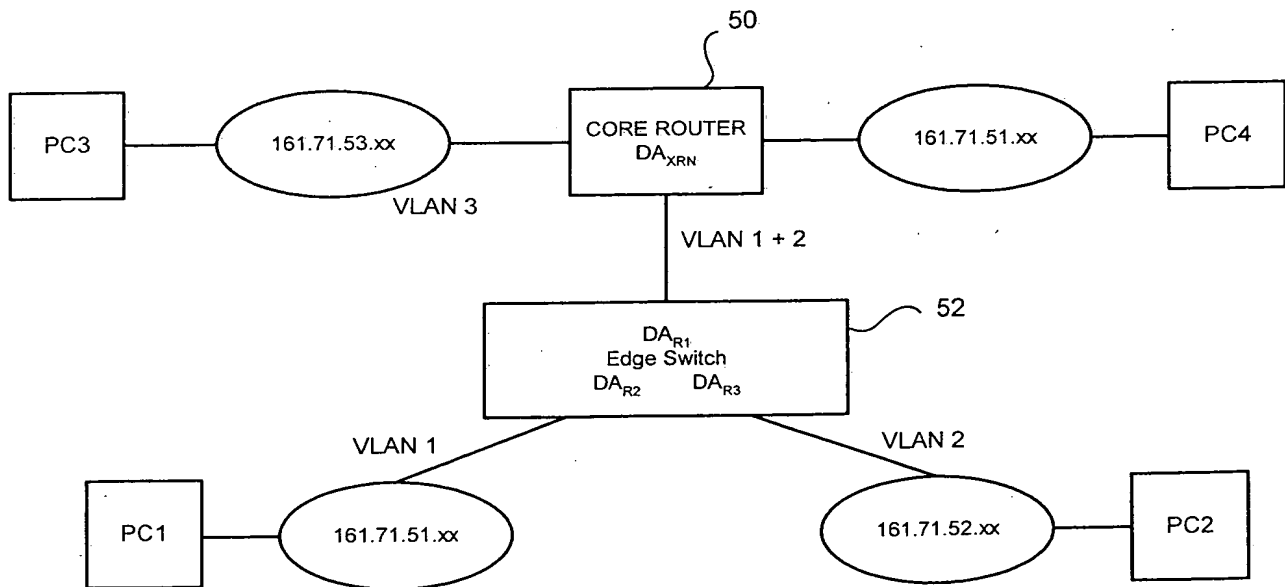 50
PC3
161.71.53.xx
CORE ROUTER
DA_XRN
161.71.51.xx
PC4
VLAN 3
VLAN 1 + 2
52
DA_R1
Edge Switch
DA_R2 DA_R3
VLAN 1
VLAN 2
PC1
161.71.51.xx
161.71.52.xx
PC2